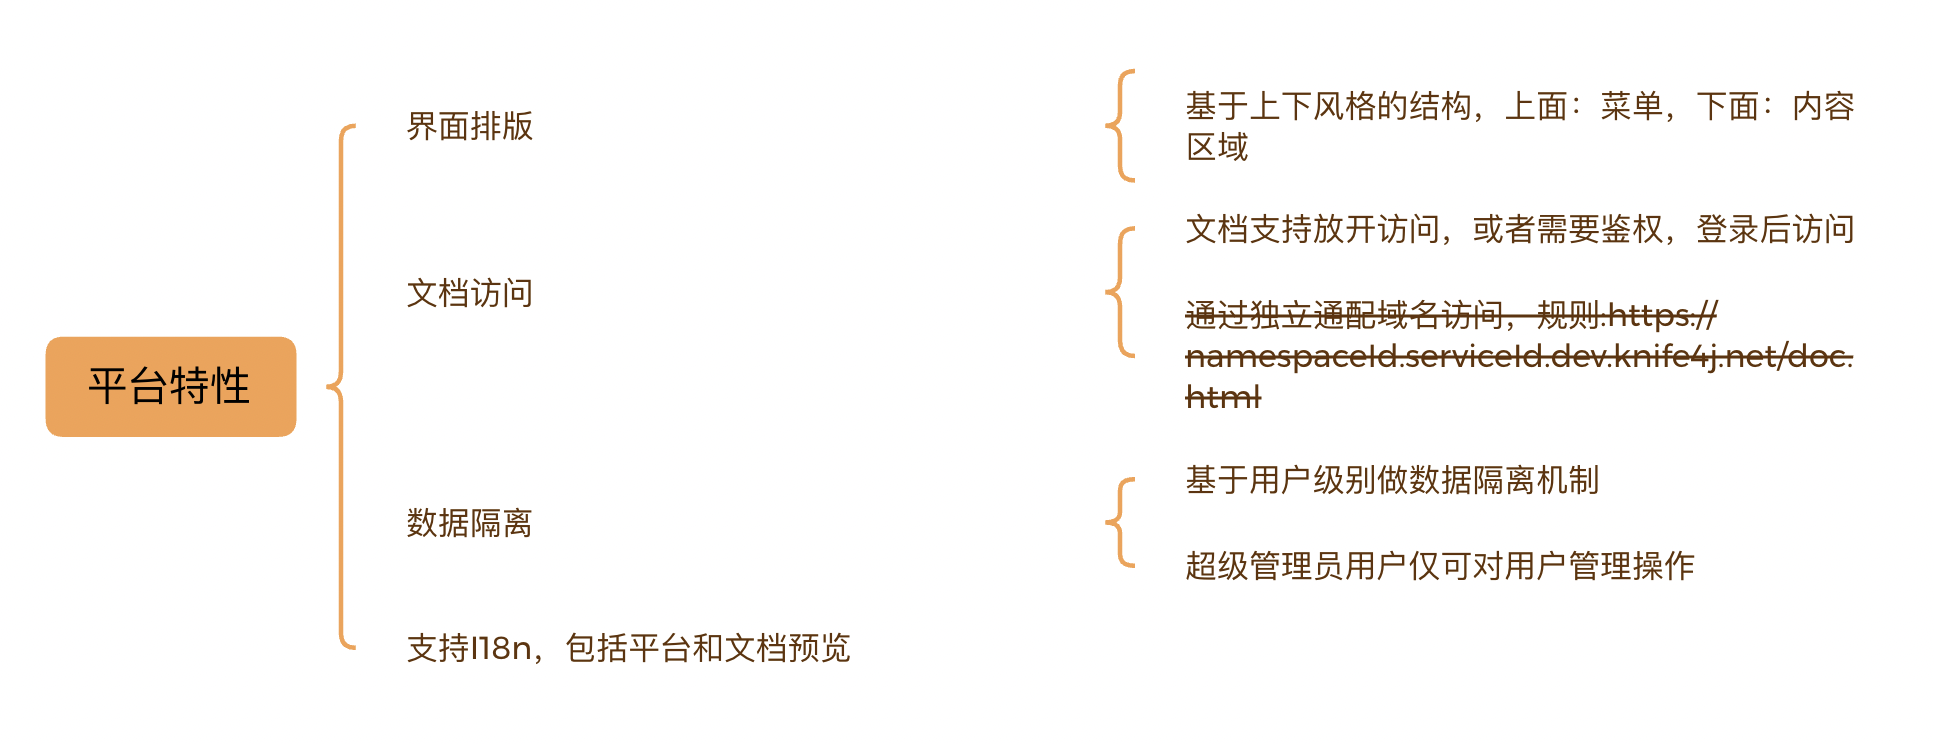 平台特性
界面排版
基于上下风格的结构，上面：菜单，下面：内容
区域
文档访问
文档支持放开访问，或者需要鉴权，登录后访问
通过独立通配域名访问，规则:https://
namespaceId.serviceId.dev.knife4j.net/doc.
html
数据隔离
基于用户级别做数据隔离机制
超级管理员用户仅可对用户管理操作
支持I18n，包括平台和文档预览